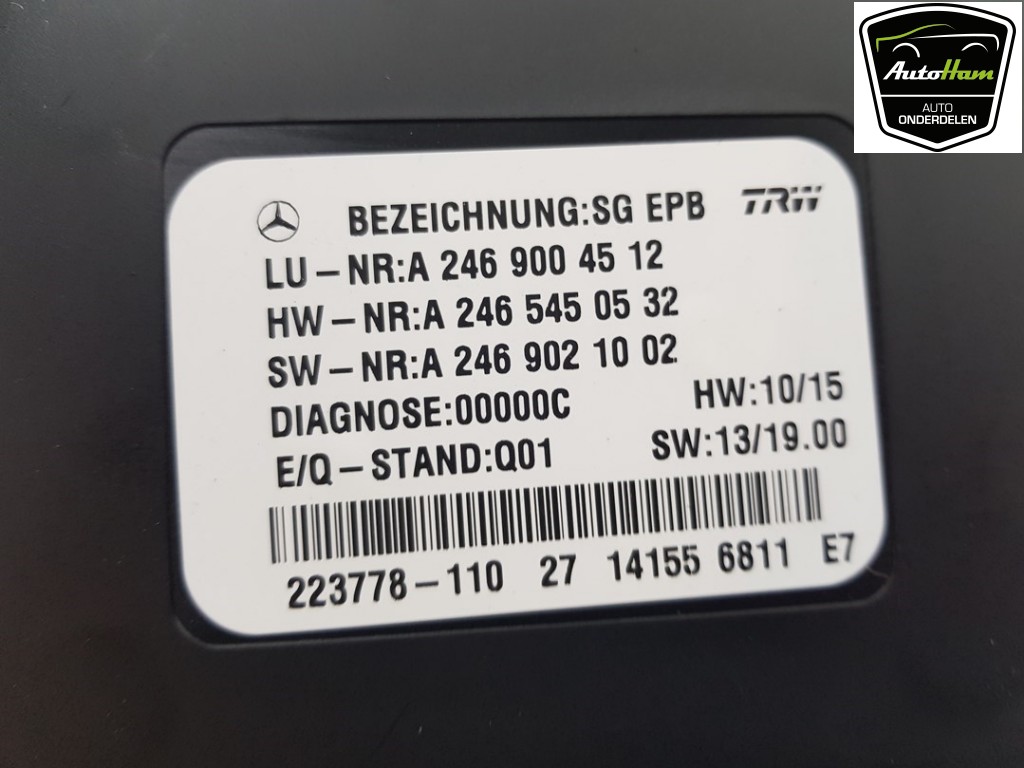 AutoHam
AUTO
ONDERDELEN
BEZEICHNUNG:SG EPB TRW
LU-NR:A 246 900 45 12
HW-NR:A 246 545 05 32
SW-NR:A 246 902 10 02
DIAGNOSE:00000C HW:10/15
E/Q-STAND:Q01 SW:13/19.00
223778-110 27 14155 6811 E7